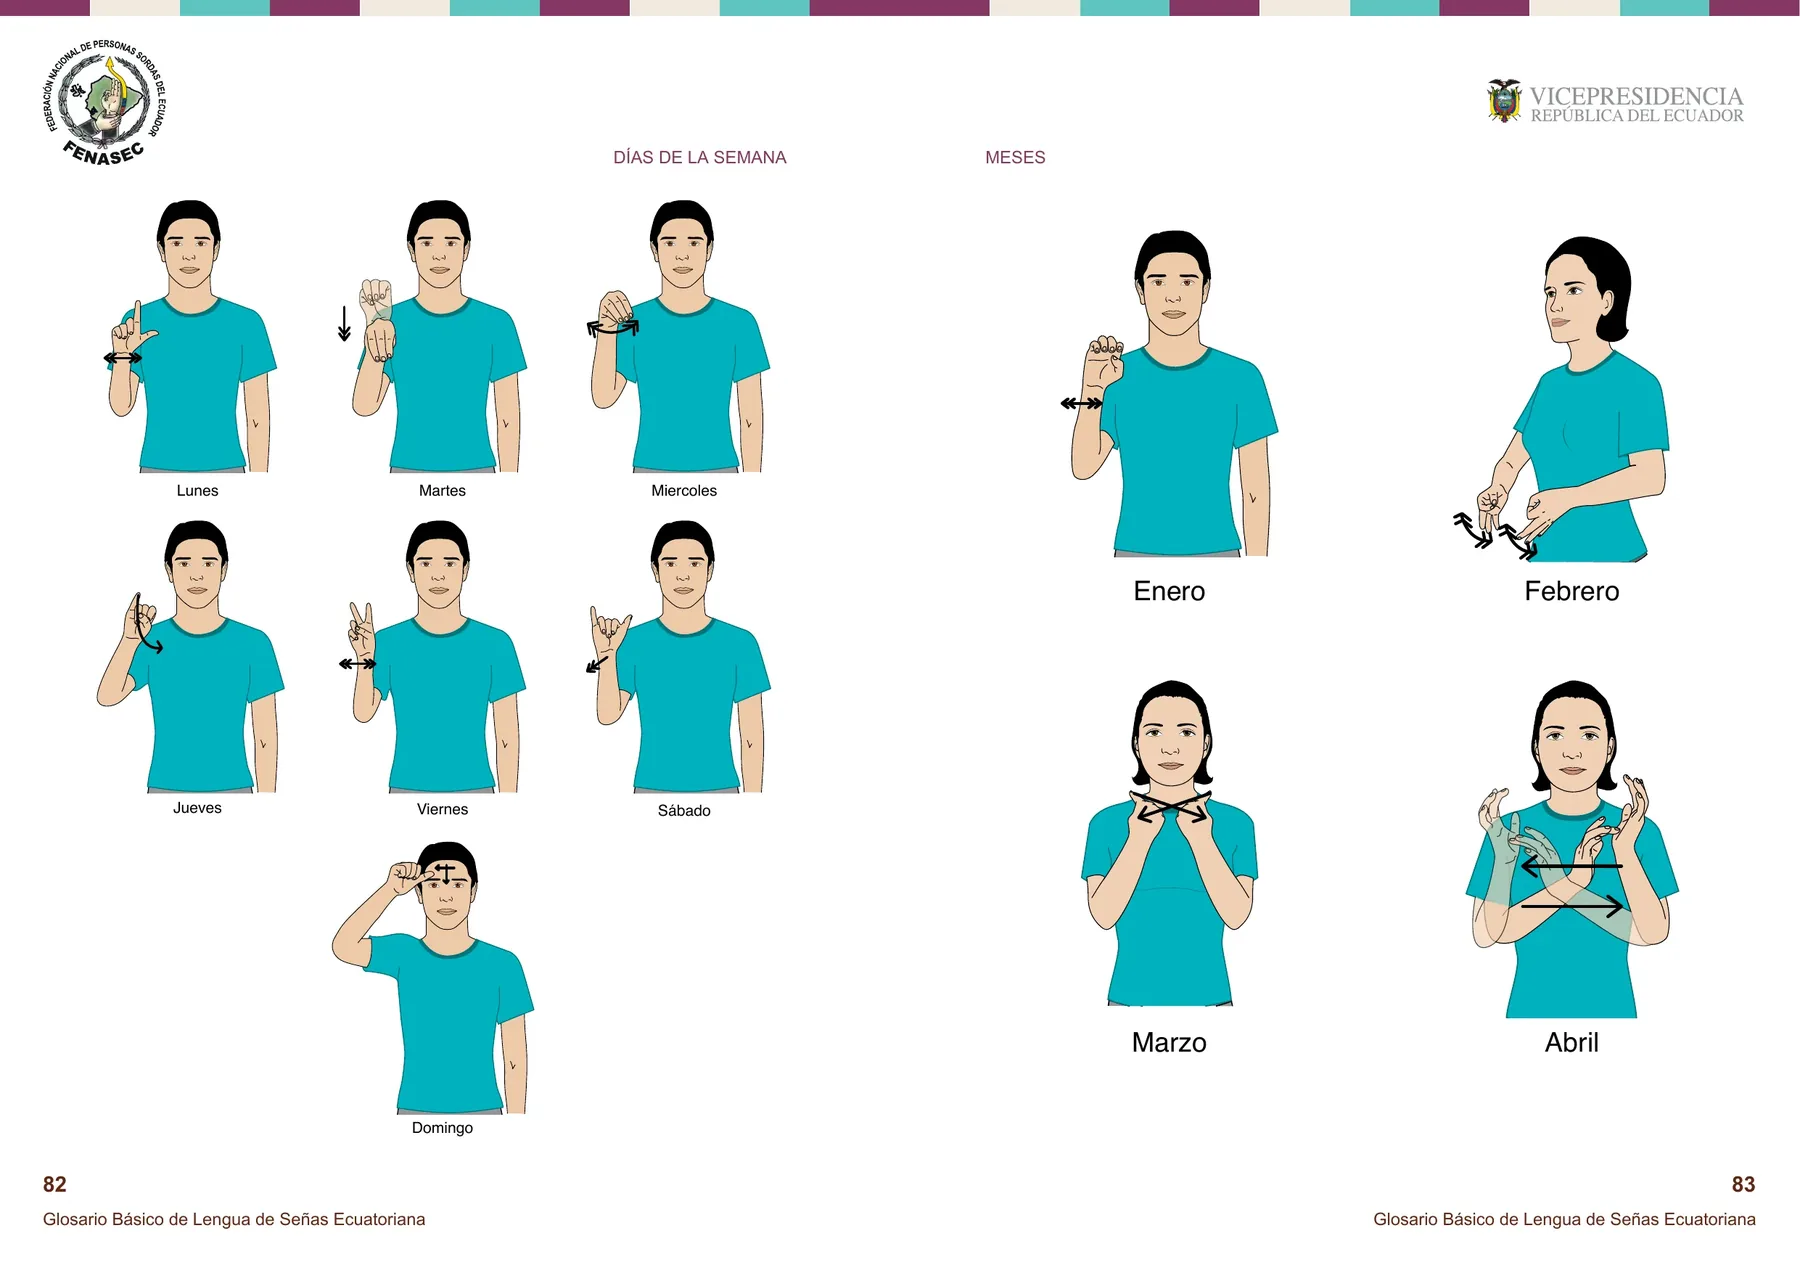 FEDERACIÓN NACIONAL DE PERSONAS SORDAS DEL ECUADOR
FENASEC
VICEPRESIDENCIA
REPÚBLICA DEL ECUADOR
DÍAS DE LA SEMANA
Lunes
Martes
Miercoles
Jueves
Viernes
Sábado
Domingo
82
Glosario Básico de Lengua de Señas Ecuatoriana
MESES
Enero
Febrero
Marzo
Abril
83
Glosario Básico de Lengua de Señas Ecuatoriana